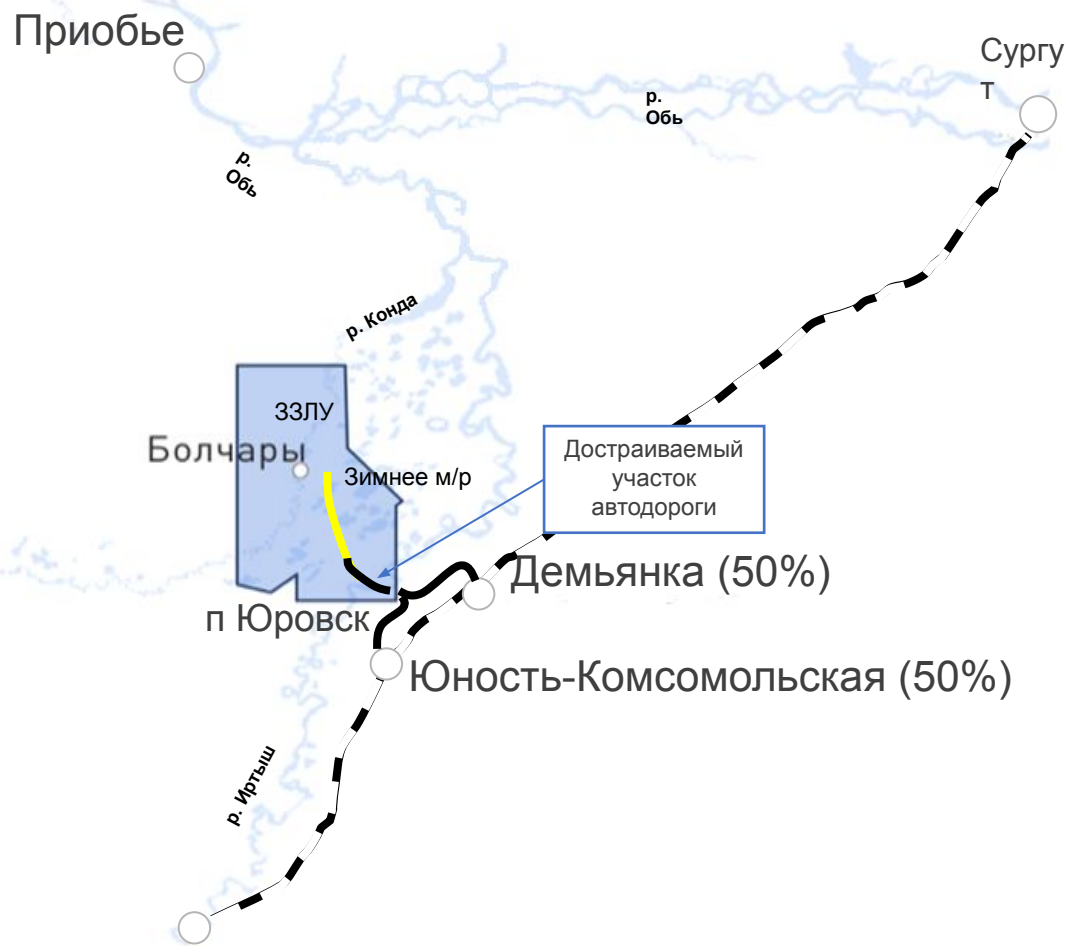 Приобье
Сургу
т
р.
Обь
р.
Обь
р. Конда
ЗЗЛУ
Болчары
Зимнее м/р
Достраиваемый
участок
автодороги
Демьянка (50%)
п Юровск
Юность-Комсомольская (50%)
р. Иртыш